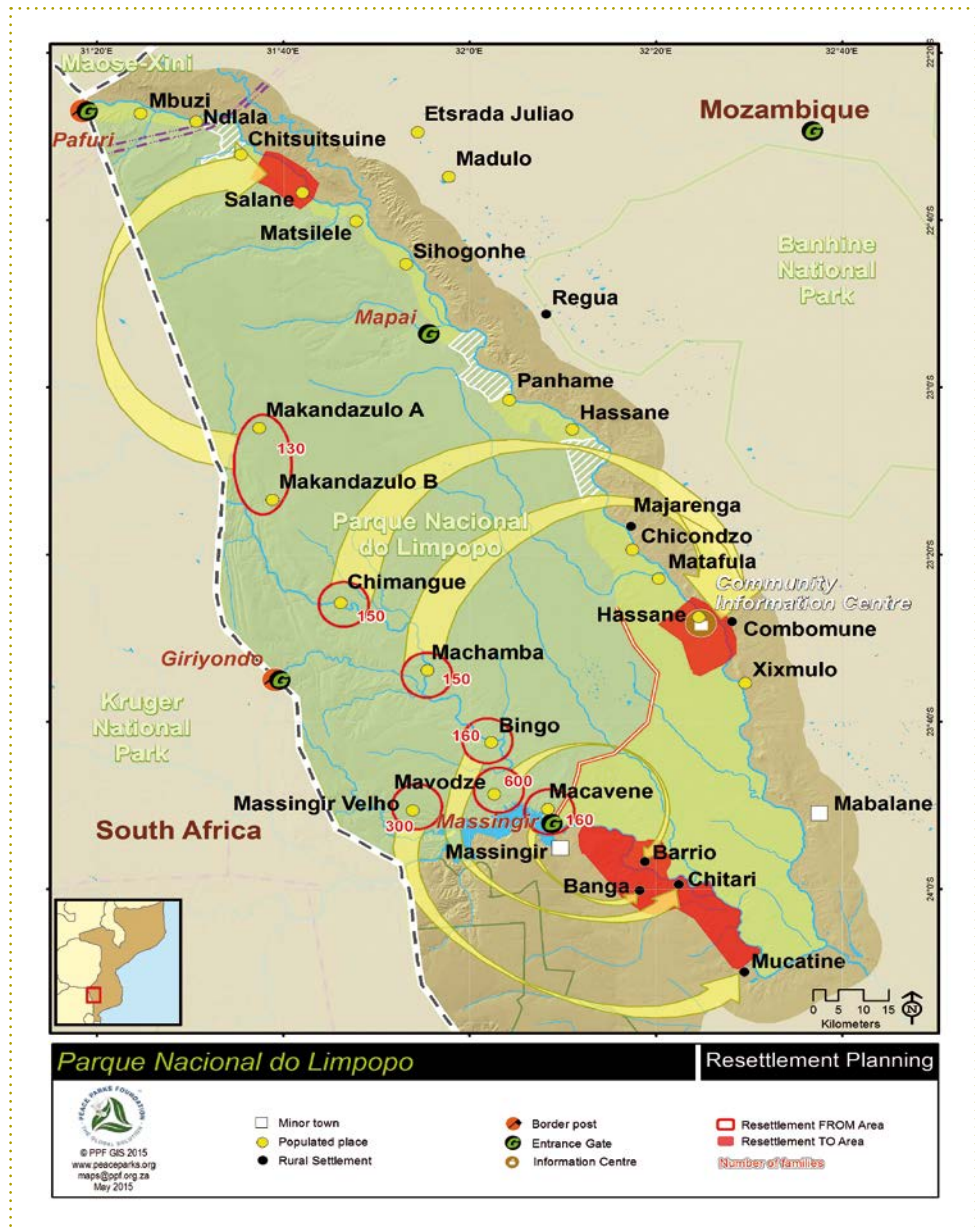 31°20'E
31°40'E
32°0'E
32°20'E
32°40'E
22°20'S
Maose-Xini
Mbuzi
Ndlala
Pafuri
Chitsuitsuine
Etsrada Juliao
Mozambique
Madulo
Salane
Matsilele
22°40'S
Sihogonhe
Banhine
National
Park
Regua
Mapai
Panhame
23°0'S
Makandazulo A
Hassane
130
Makandazulo B
Parque Nacional
do Limpopo
Majarenga
Chicondzo
23°20'S
Matafula
Chimangue
150
Community
Information Centre
Hassane
Combomune
Machamba
150
Giriyondo
Xixmulo
Kruger
National
Park
Bingo
160
23°40'S
Mavodze
600
Massingir Velho
300
Macavene
160
Massingir
Mabalane
South Africa
Massingir
Barrio
Banga
Chitari
24°0'S
Mucatine
0 5 10 15
Kilometers
N
Parque Nacional do Limpopo
Resettlement Planning
PEACE PARKS FOUNDATION
THE GLOBAL SOLUTION
© PPF GIS 2015
www.peaceparks.org
maps@ppf.org.za
May 2015
Minor town
Populated place
Rural Settlement
Border post
Entrance Gate
Information Centre
Resettlement FROM Area
Resettlement TO Area
Number of families